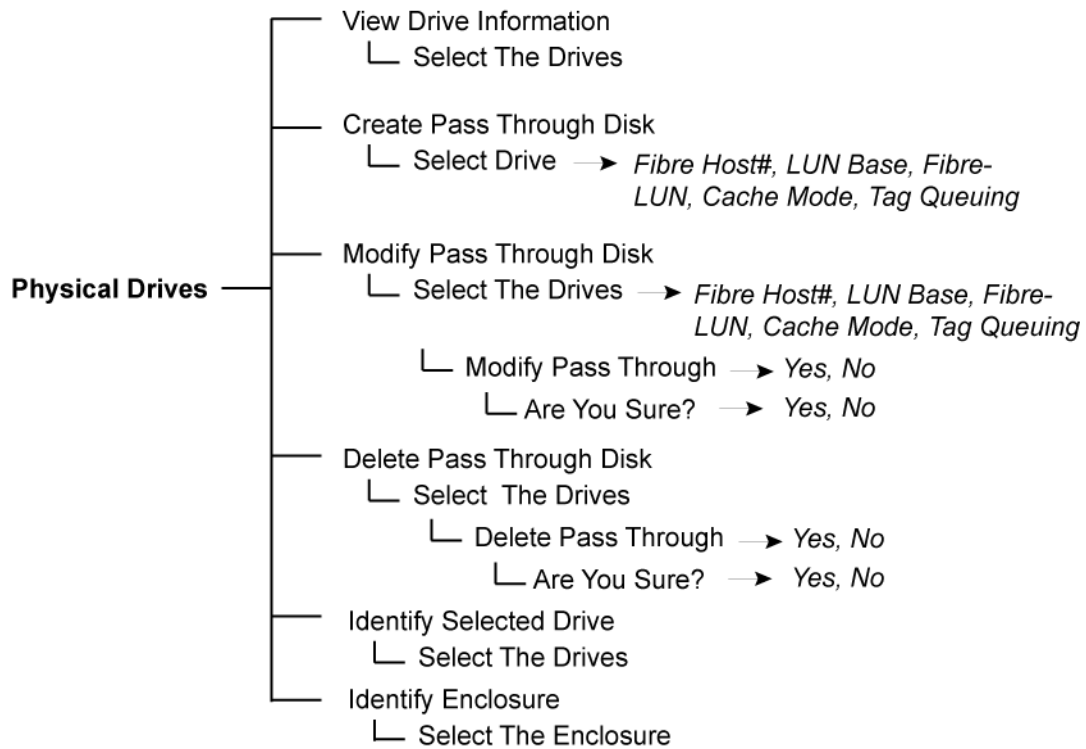 View Drive Information
Select The Drives
Create Pass Through Disk
Select Drive Fibre Host#, LUN Base, Fibre-
LUN, Cache Mode, Tag Queuing
Modify Pass Through Disk
Physical Drives
Select The Drives Fibre Host#, LUN Base, Fibre-
LUN, Cache Mode, Tag Queuing
Modify Pass Through Yes, No
Are You Sure? Yes, No
Delete Pass Through Disk
Select The Drives
Delete Pass Through Yes, No
Are You Sure? Yes, No
Identify Selected Drive
Select The Drives
Identify Enclosure
Select The Enclosure